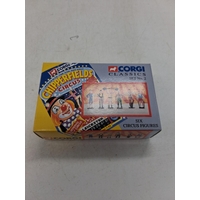 CHIPPERFIELDS
CIRCUS
CORGI
CLASSICS
SIX
CIRCUS FIGURES